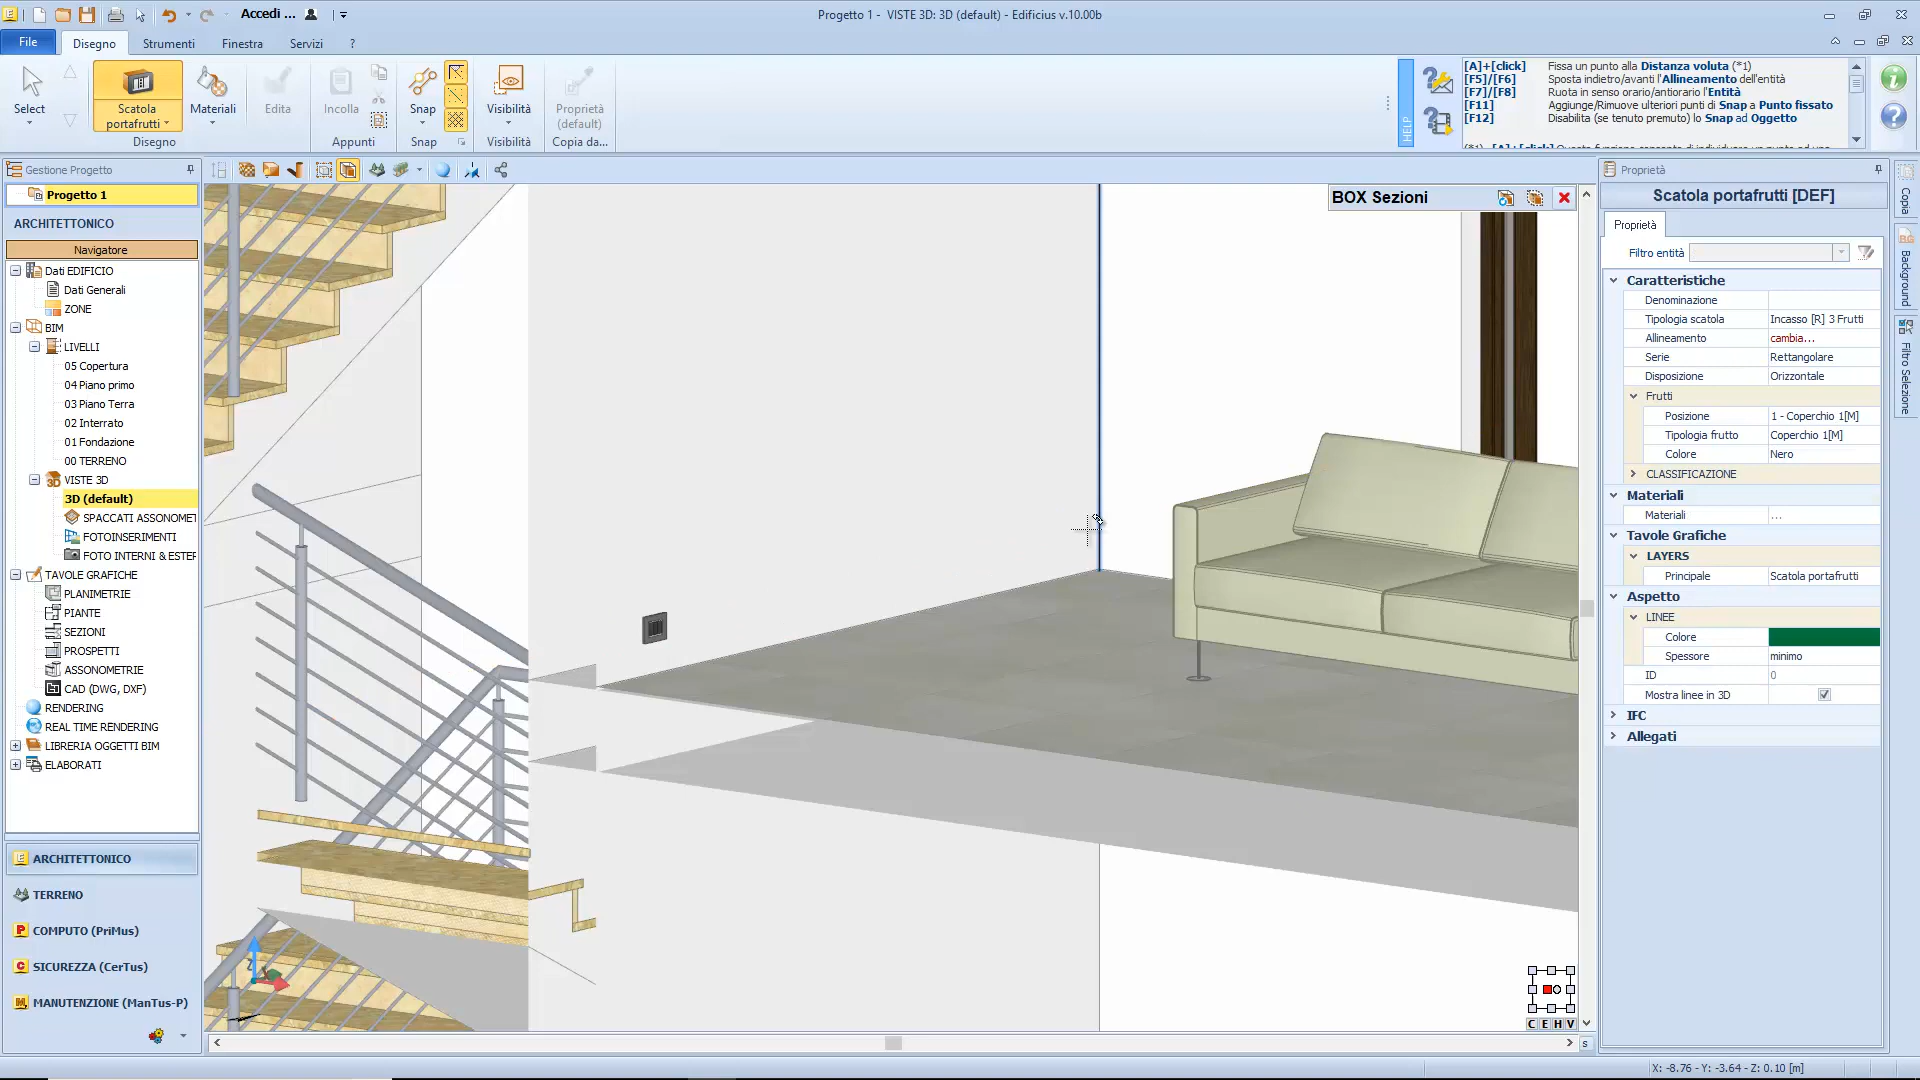 Accedi ...
Progetto 1 - VISTE 3D: 3D (default) - Edificius v.10.00b
File
Disegno
Strumenti
Finestra
Servizi
?
Select
Scatola
portafrutti
Materiali
Edita
Incolla
Snap
Visibilità
Proprietà
(default)
Disegno
Appunti
Snap
Visibilità
Copia da...
HELP
[A]+[click] Fissa un punto alla Distanza voluta (*1)
[F5]/[F6] Sposta indietro/avanti l'Allineamento dell'entità
[F7]/[F8] Ruota in senso orario/antiorario l'Entità
[F11] Aggiunge/Rimuove ulteriori punti di Snap a Punto fissato
[F12] Disabilita (se tenuto premuto) lo Snap ad Oggetto
Gestione Progetto
Progetto 1
ARCHITETTONICO
Navigatore
Dati EDIFICIO
Dati Generali
ZONE
BIM
LIVELLI
05 Copertura
04 Piano primo
03 Piano Terra
02 Interrato
01 Fondazione
00 TERRENO
VISTE 3D
3D (default)
SPACCATI ASSONOMET
FOTOINSERIMENTI
FOTO INTERNI & ESTER
TAVOLE GRAFICHE
PLANIMETRIE
PIANTE
SEZIONI
PROSPETTI
ASSONOMETRIE
CAD (DWG, DXF)
RENDERING
REAL TIME RENDERING
LIBRERIA OGGETTI BIM
ELABORATI
ARCHITETTONICO
TERRENO
COMPUTO (PriMus)
SICUREZZA (CerTus)
MANUTENZIONE (ManTus-P)
BOX Sezioni
C E H V
s
Proprietà
Scatola portafrutti [DEF]
Proprietà
Filtro entità
Caratteristiche
Denominazione
Tipologia scatola Incasso [R] 3 Frutti
Allineamento cambia...
Serie Rettangolare
Disposizione Orizzontale
Frutti
Posizione 1 - Coperchio 1[M]
Tipologia frutto Coperchio 1[M]
Colore Nero
CLASSIFICAZIONE
Materiali
Materiali ...
Tavole Grafiche
LAYERS
Principale Scatola portafrutti
Aspetto
LINEE
Colore
Spessore minimo
ID 0
Mostra linee in 3D
IFC
Allegati
Copia
Background
Filtro Selezione
X: -8.76 - Y: -3.64 - Z: 0.10 [m]